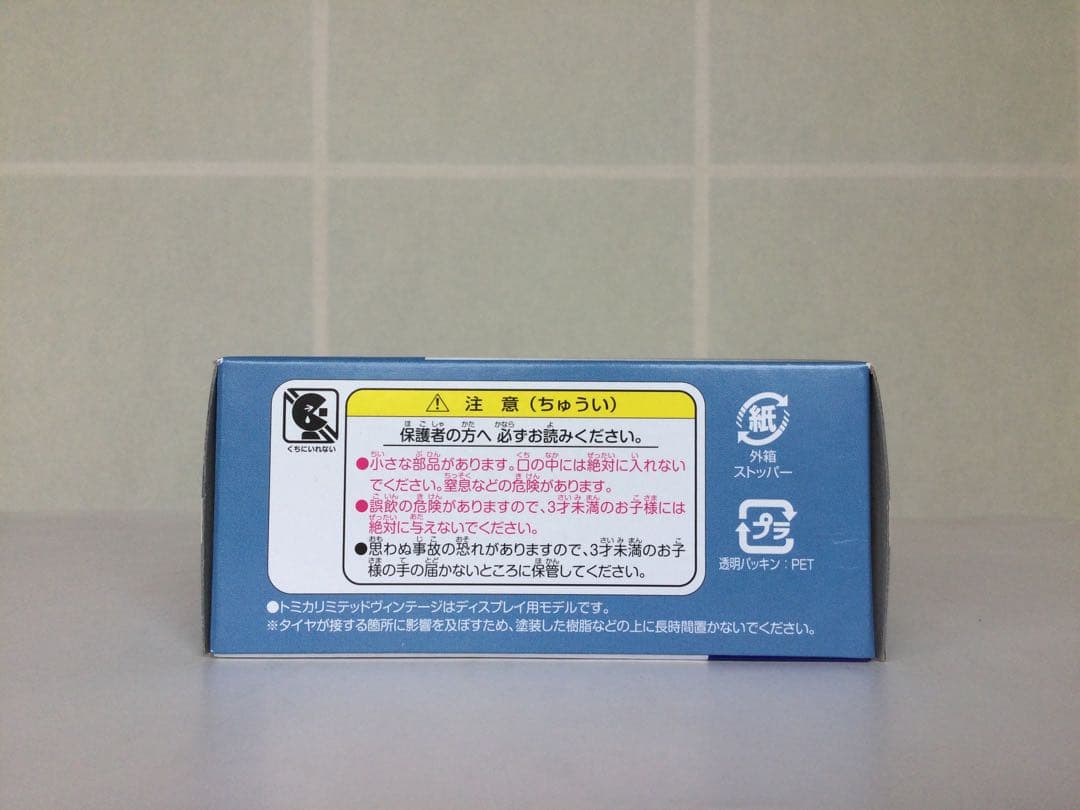 くちにいれない
注 意（ちゅうい）
保護者の方へ 必ずお読みください。
●小さな部品があります。口の中には絶対に入れない
でください。窒息などの危険があります。
●誤飲の危険がありますので、3才未満のお子様には
絶対に与えないでください。
●思わぬ事故の恐れがありますので、3才未満のお子
様の手の届かないところに保管してください。
●トミカリミテッドヴィンテージはディスプレイ用モデルです。
※タイヤが接する箇所に影響を及ぼすため、塗装した樹脂などの上に長時間置かないでください。
紙
外箱
ストッパー
プラ
透明パッキン：PET